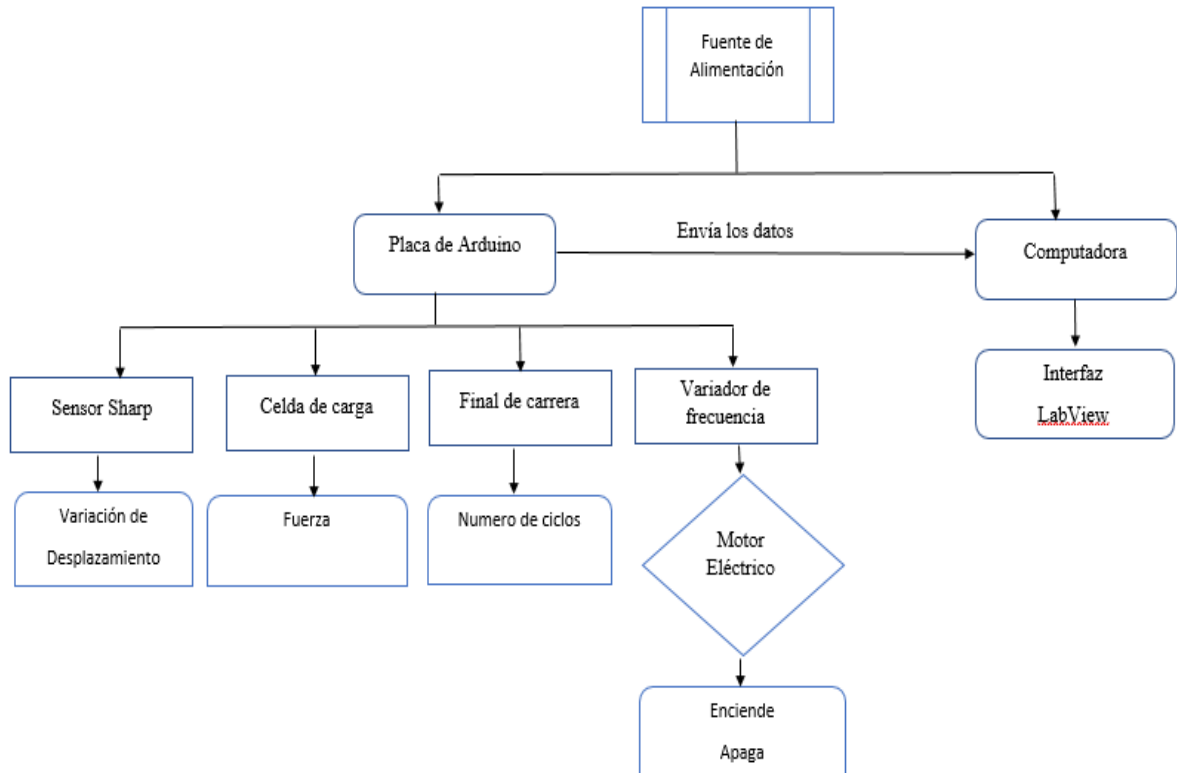 Fuente de
Alimentación
Placa de Arduino
Envía los datos
Computadora
Sensor Sharp
Celda de carga
Final de carrera
Variador de
frecuencia
Interfaz
LabView
Variación de
Desplazamiento
Fuerza
Numero de ciclos
Motor
Eléctrico
Enciende
Apaga